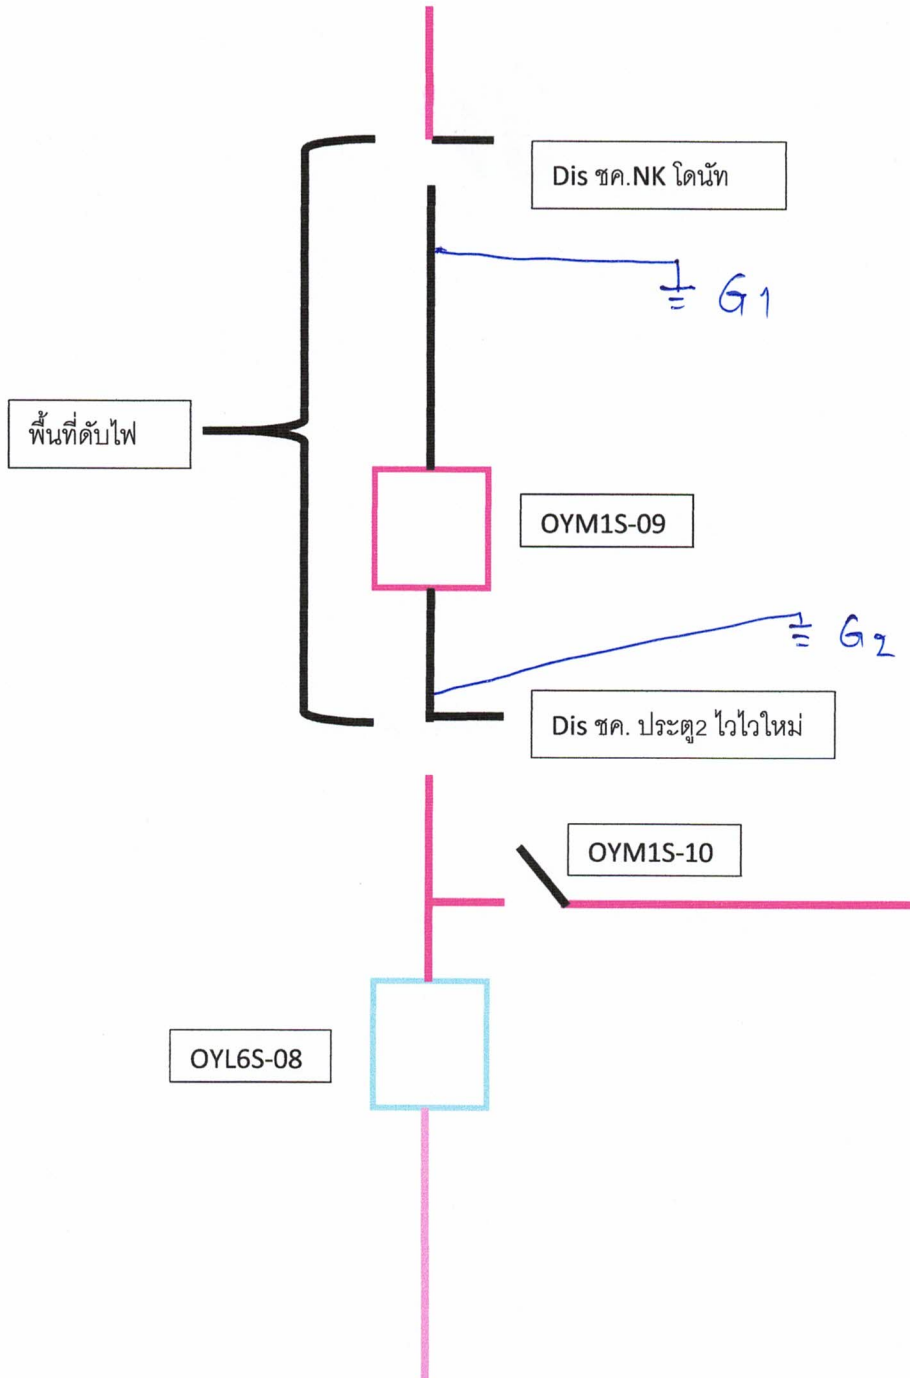 Dis ชค.NK โดนัท
G1
พื้นที่ดับไฟ
OYM1S-09
G2
Dis ชค. ประตู2 ไวไวใหม่
OYM1S-10
OYL6S-08